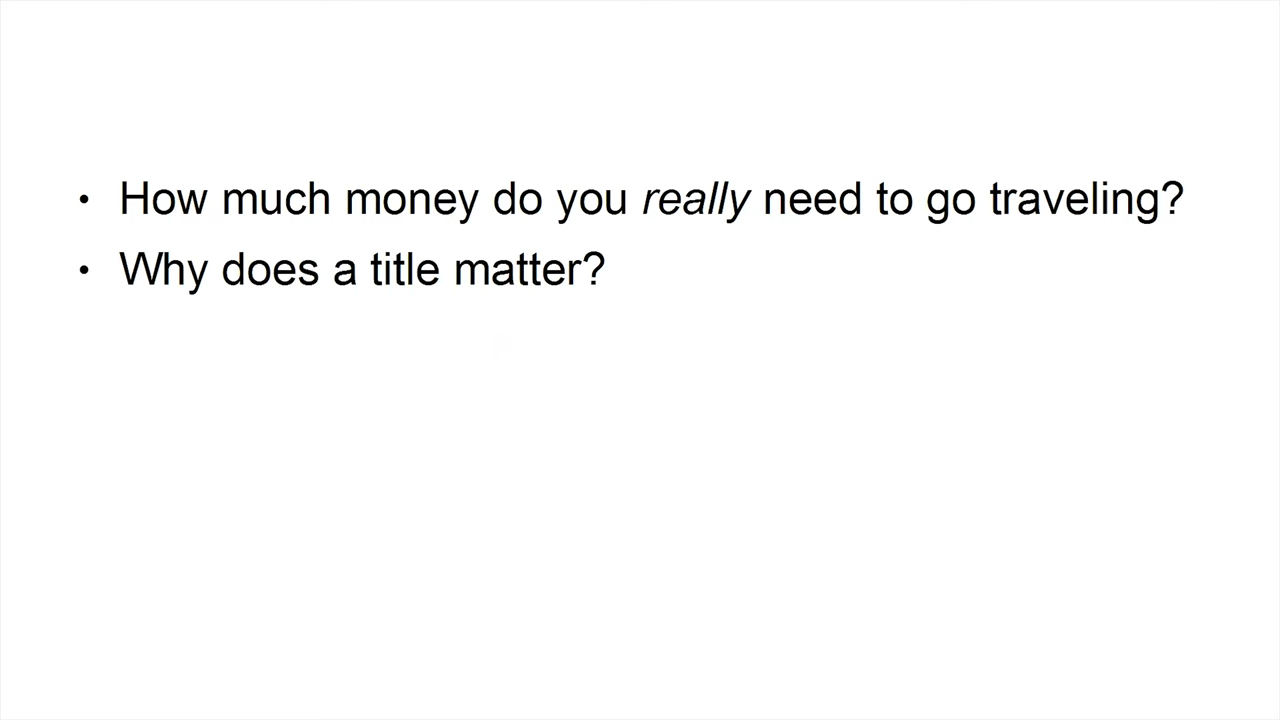 • How much money do you really need to go traveling?
• Why does a title matter?